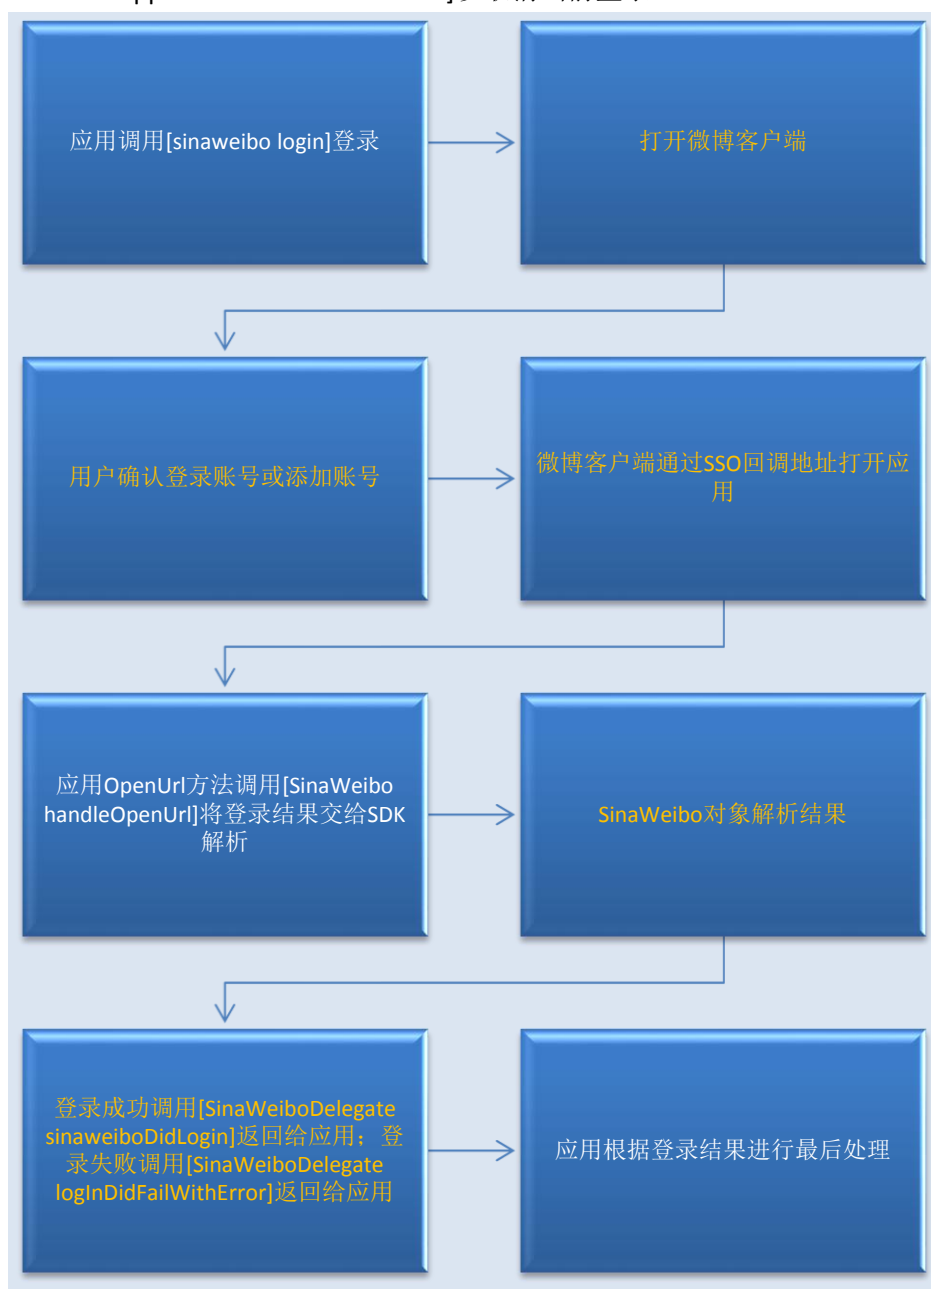 应用调用[sinaweibo login]登录
打开微博客户端
用户确认登录账号或添加账号
微博客户端通过SSO回调地址打开应
用
应用OpenUrl方法调用[SinaWeibo
handleOpenUrl]将登录结果交给SDK
解析
SinaWeibo对象解析结果
登录成功调用[SinaWeiboDelegate
sinaweiboDidLogin]返回给应用；登
录失败调用[SinaWeiboDelegate
logInDidFailWithError]返回给应用
应用根据登录结果进行最后处理